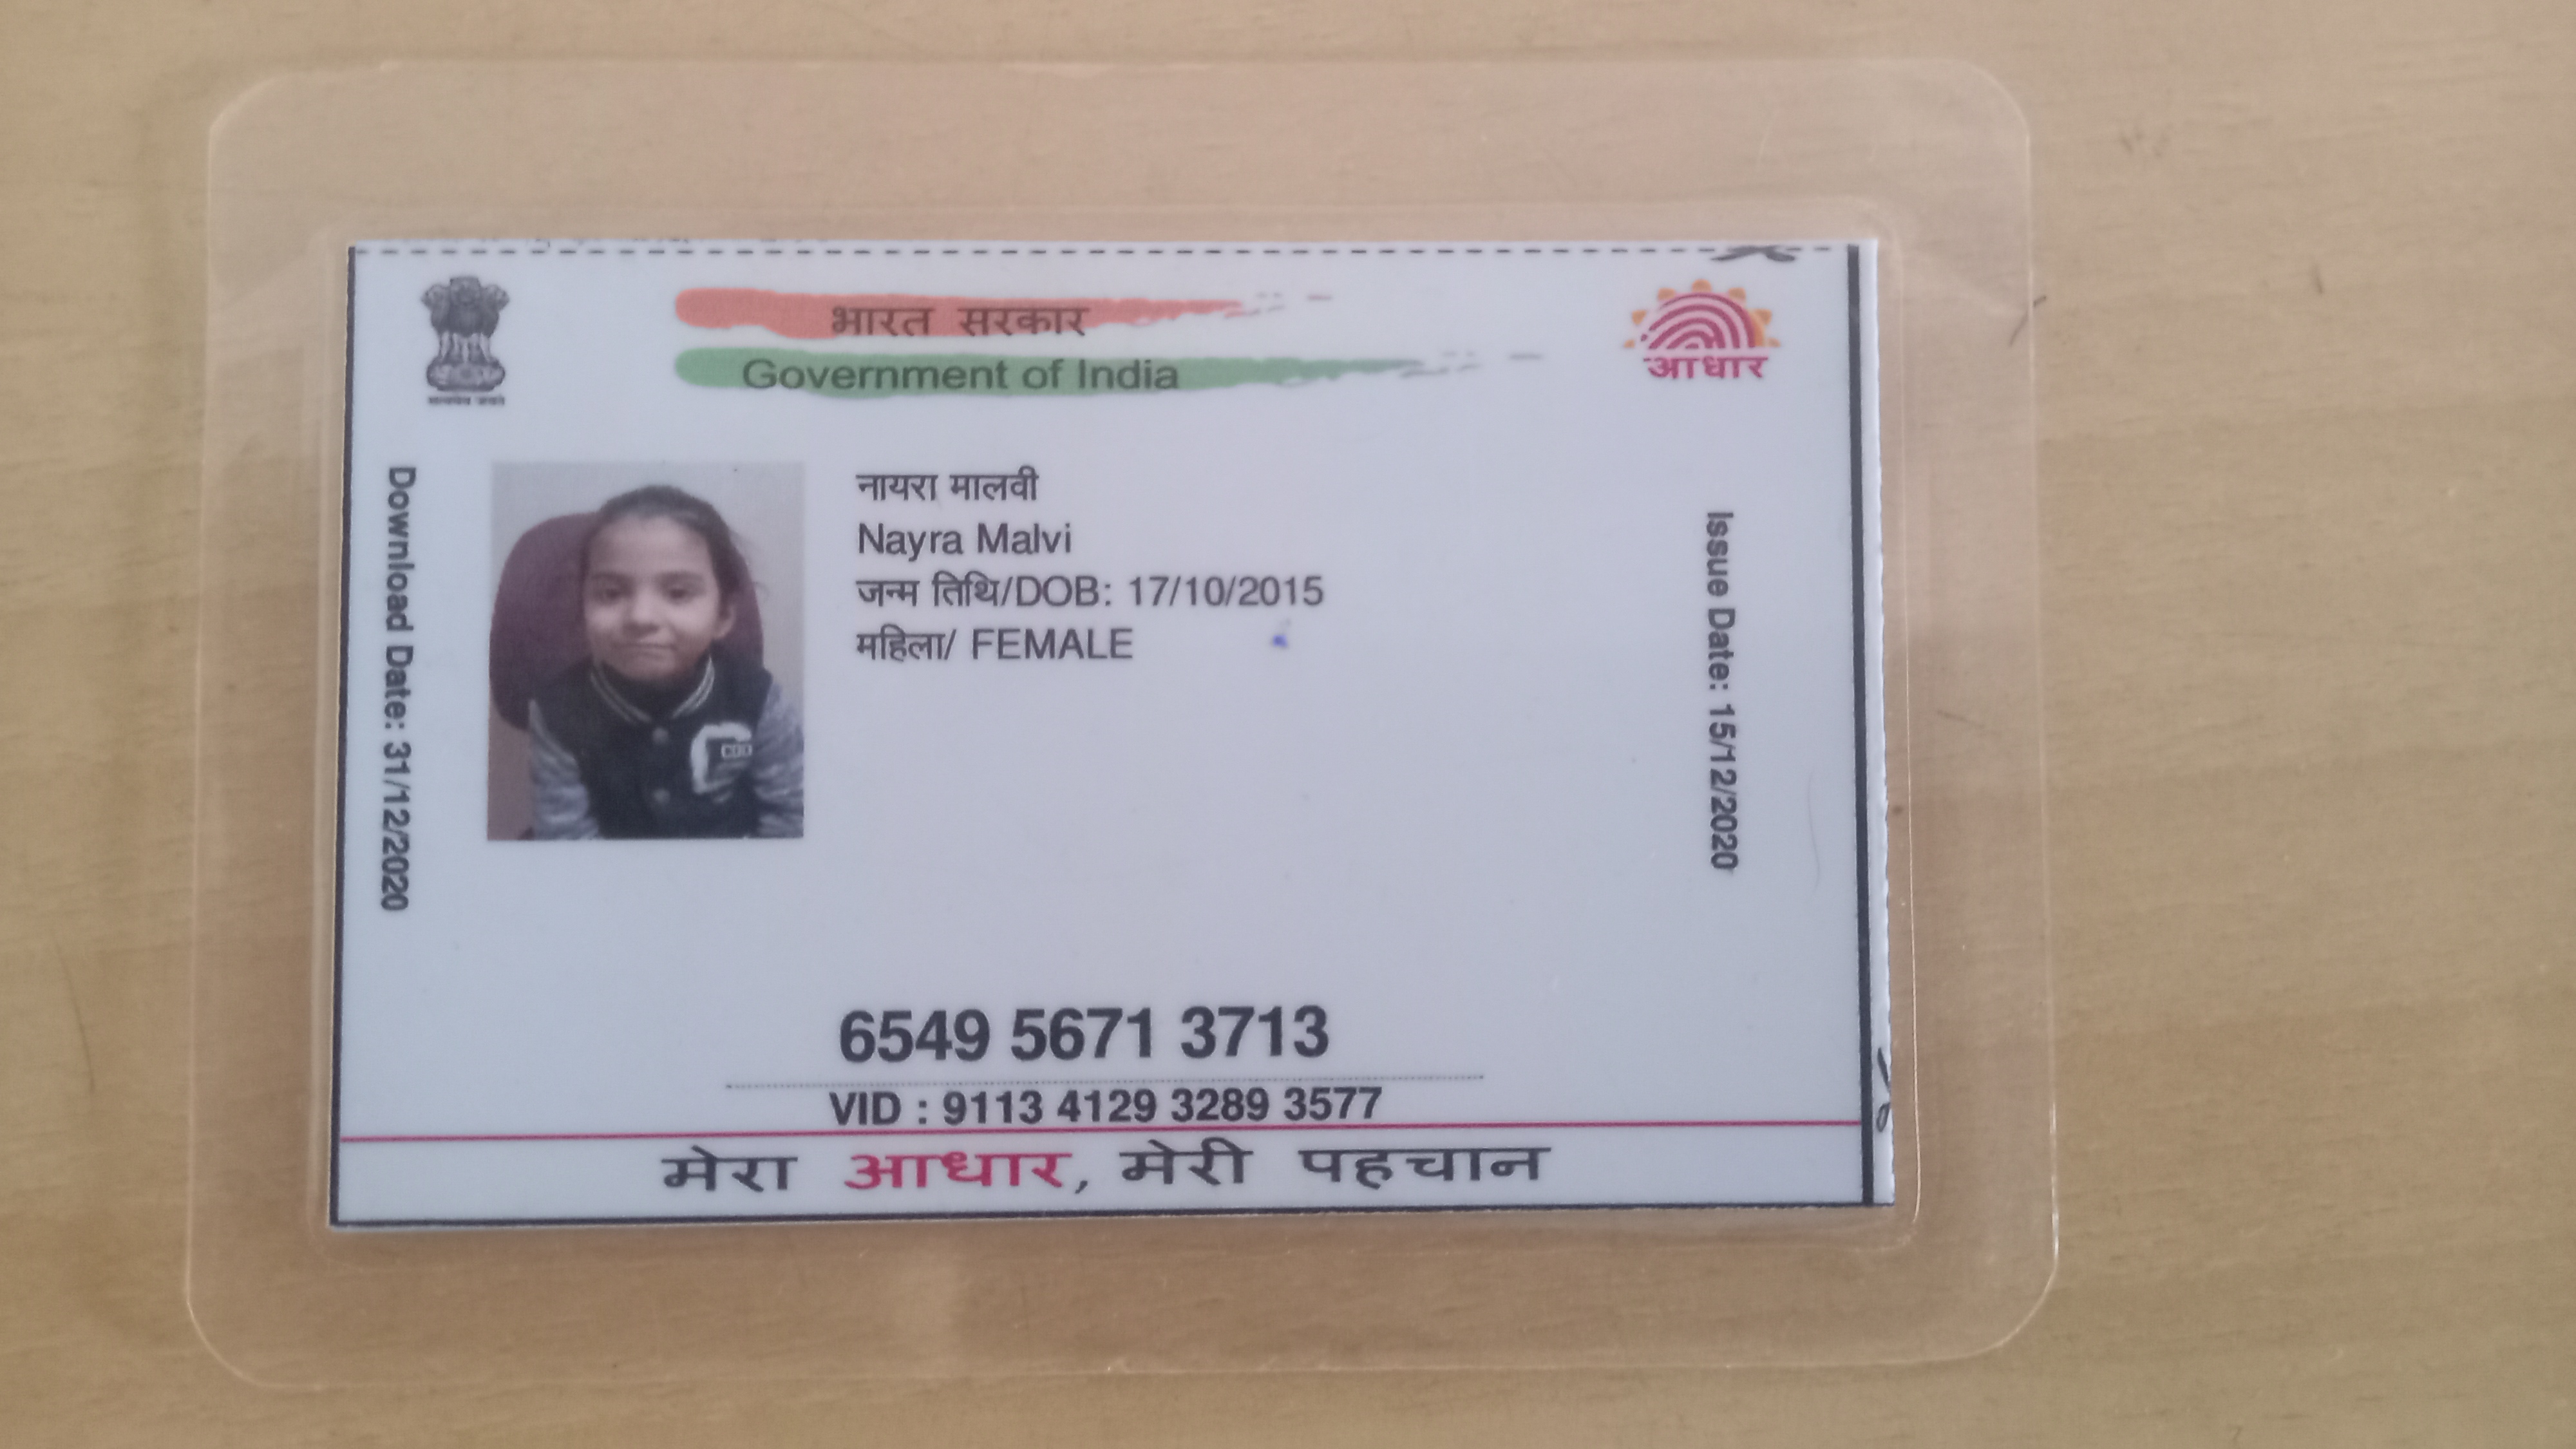 भारत सरकार
Government of India
आधार
Download Date: 31/12/2020
नायरा मालवी
Nayra Malvi
जन्म तिथि/DOB: 17/10/2015
महिला/ FEMALE
Issue Date: 15/12/2020
6549 5671 3713
VID : 9113 4129 3289 3577
मेरा आधार, मेरी पहचान